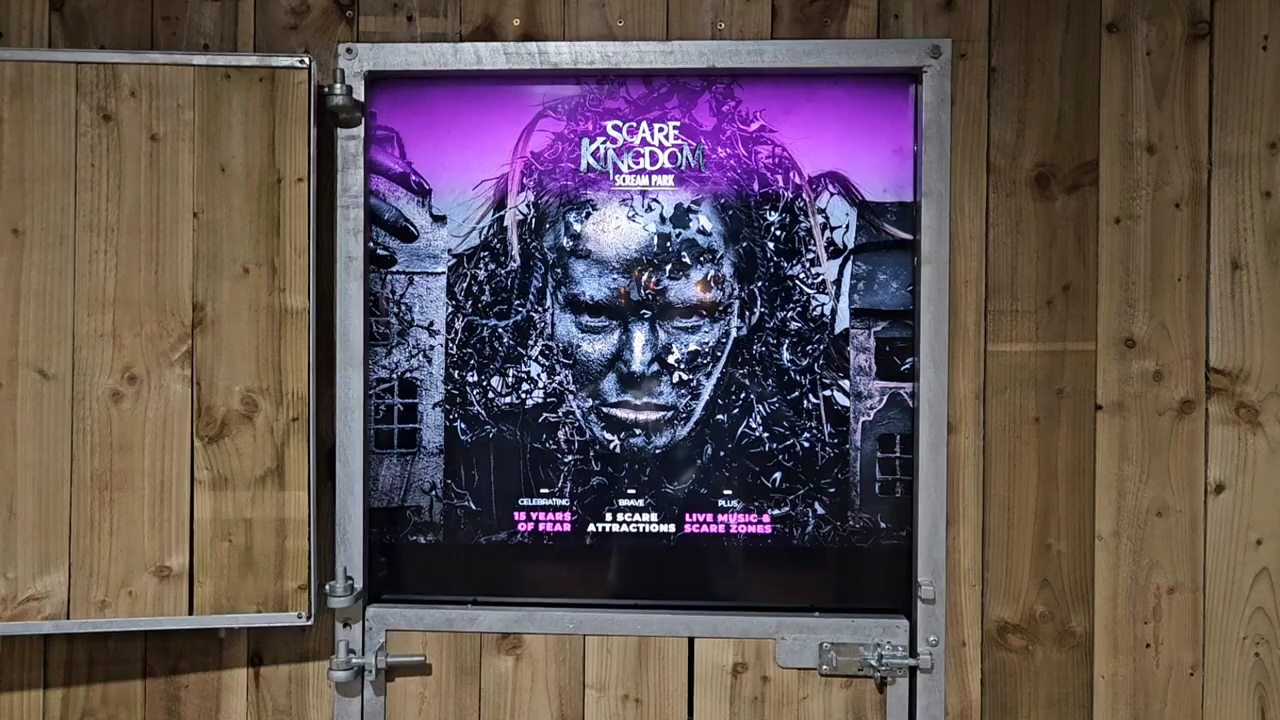 SCARE
KINGDOM
SCREAM PARK
CELEBRATING
15 YEARS
OF FEAR
BRAVE
5 SCARE
ATTRACTIONS
PLUS
LIVE MUSIC &
SCARE ZONES